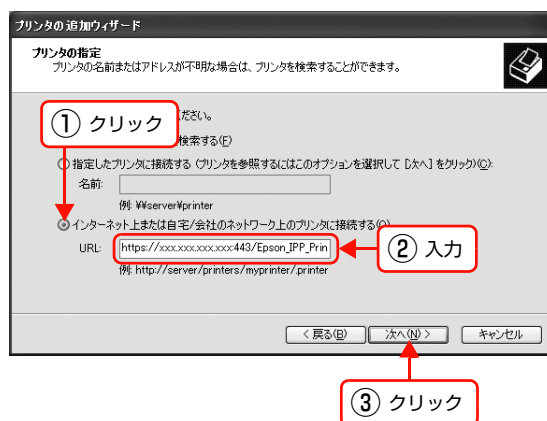 プリンタの追加ウィザード
プリンタの指定
プリンタの名前またはアドレスが不明な場合は、プリンタを検索することができます。
ださい。
① クリック
検索する(F)
指定したプリンタに接続する (プリンタを参照するにはこのオプションを選択して [次へ] をクリック)(C):
名前:
例: ¥¥server¥printer
インターネット上または自宅/会社のネットワーク上のプリンタに接続する(O):
URL: https://xxx.xxx.xxx.xxx:443/Epson_IPP_Prin
② 入力
例: http://server/printers/myprinter/.printer
< 戻る(B) 次へ(N) > キャンセル
③ クリック